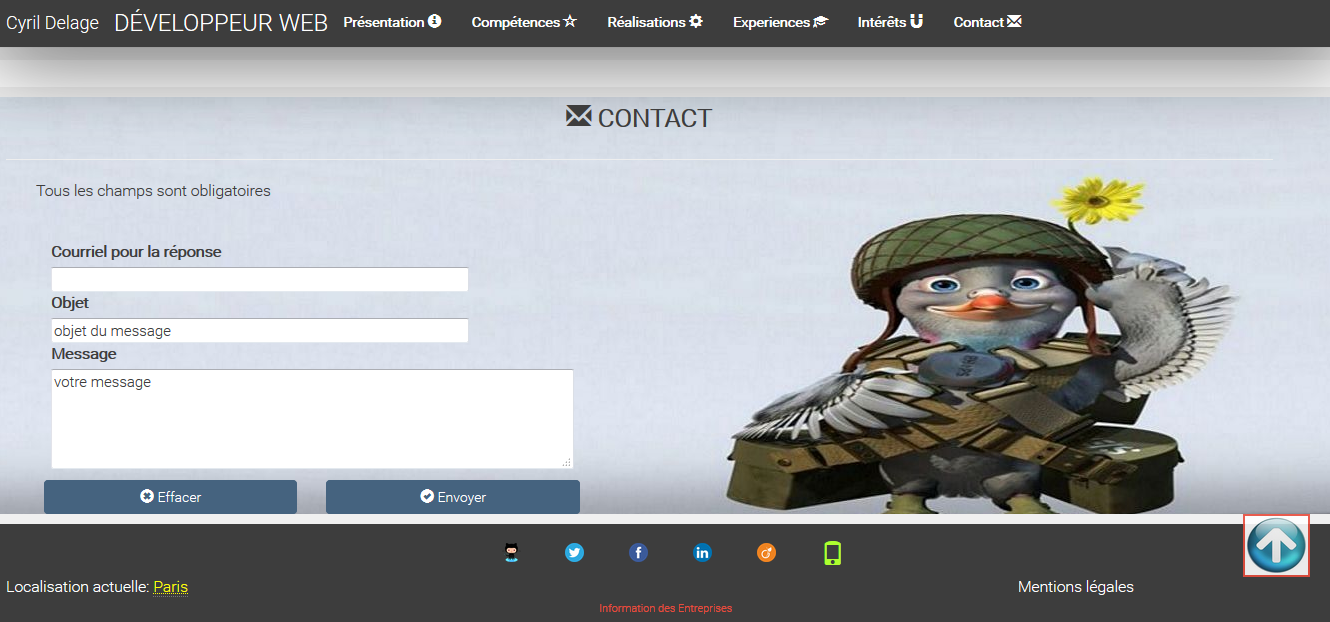 Cyril Delage DÉVELOPPEUR WEB Présentation Compétences Réalisations Experiences Intérêts Contact
CONTACT
Tous les champs sont obligatoires
Courriel pour la réponse
Objet
objet du message
Message
votre message
Effacer Envoyer
in
Localisation actuelle: Paris Mentions légales
Information des Entreprises